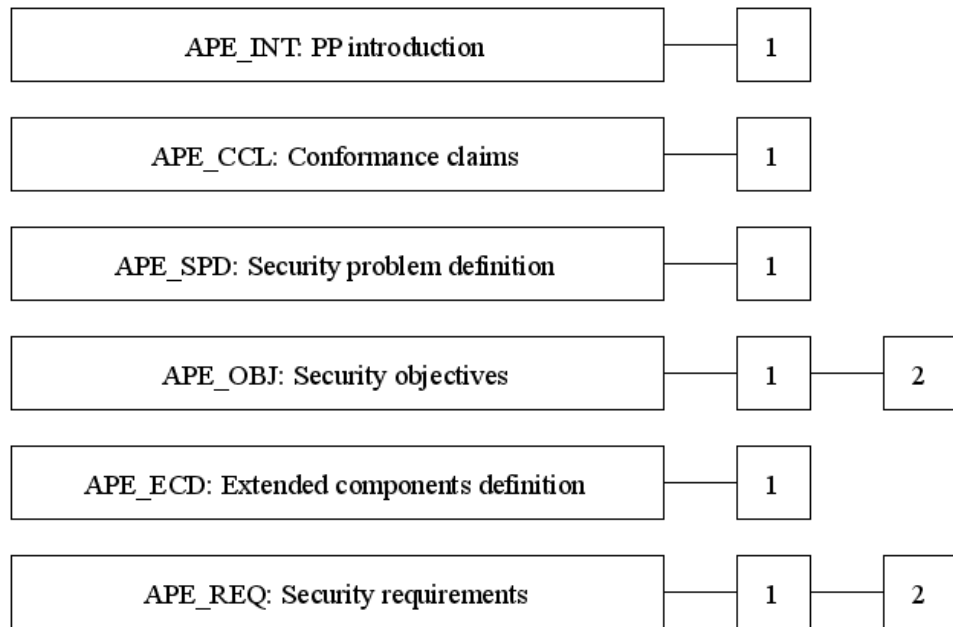 APE_INT: PP introduction 1
APE_CCL: Conformance claims 1
APE_SPD: Security problem definition 1
APE_OBJ: Security objectives 1 2
APE_ECD: Extended components definition 1
APE_REQ: Security requirements 1 2